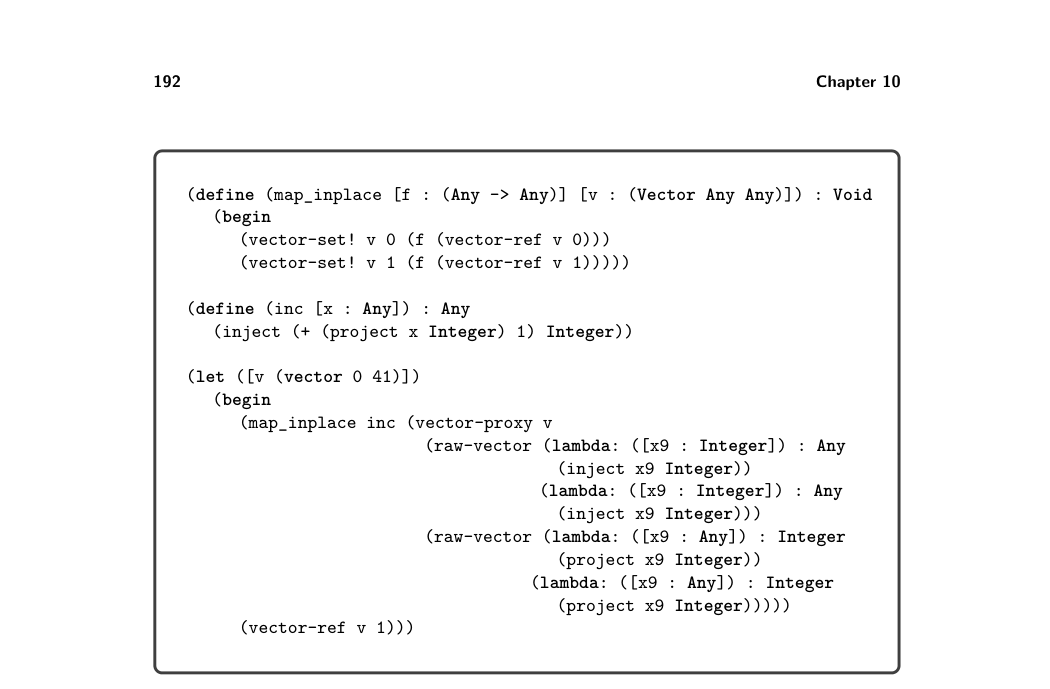 192 Chapter 10
(define (map_inplace [f : (Any -> Any)] [v : (Vector Any Any)]) : Void
(begin
(vector-set! v 0 (f (vector-ref v 0)))
(vector-set! v 1 (f (vector-ref v 1)))))
(define (inc [x : Any]) : Any
(inject (+ (project x Integer) 1) Integer))
(let ([v (vector 0 41)])
(begin
(map_inplace inc (vector-proxy v
(raw-vector (lambda: ([x9 : Integer]) : Any
(inject x9 Integer))
(lambda: ([x9 : Integer]) : Any
(inject x9 Integer)))
(raw-vector (lambda: ([x9 : Any]) : Integer
(project x9 Integer))
(lambda: ([x9 : Any]) : Integer
(project x9 Integer)))))
(vector-ref v 1)))